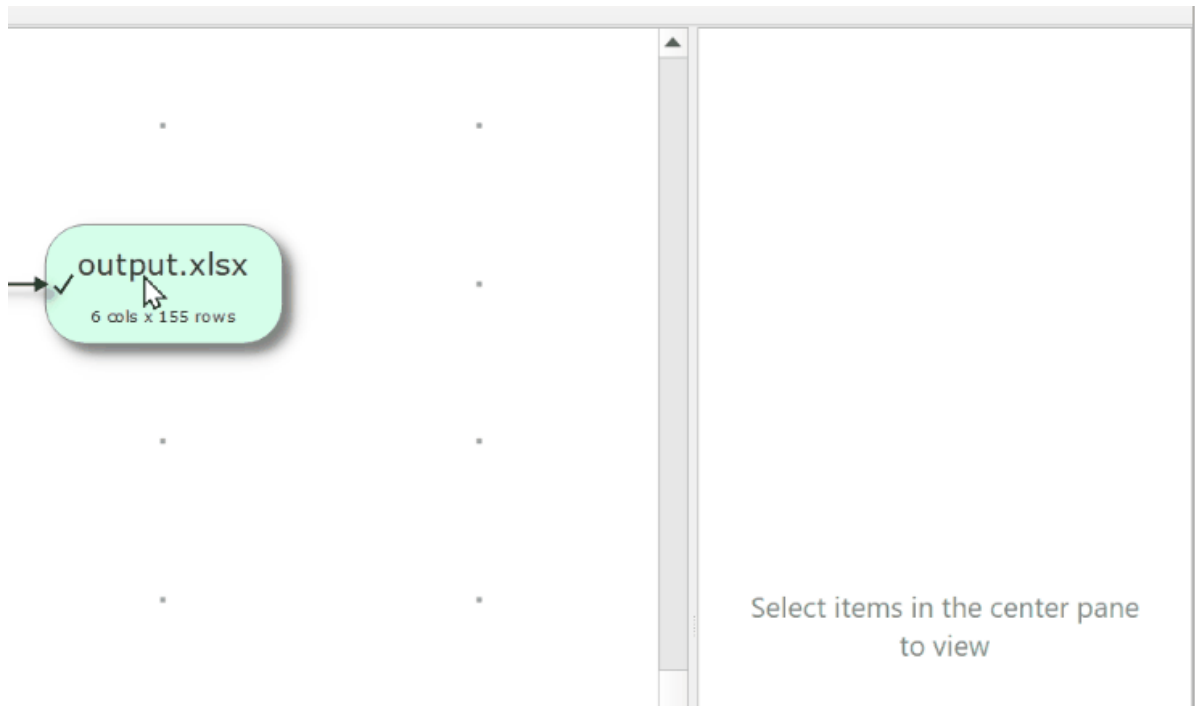 output.xlsx
6 cols x 155 rows
Select items in the center pane
to view